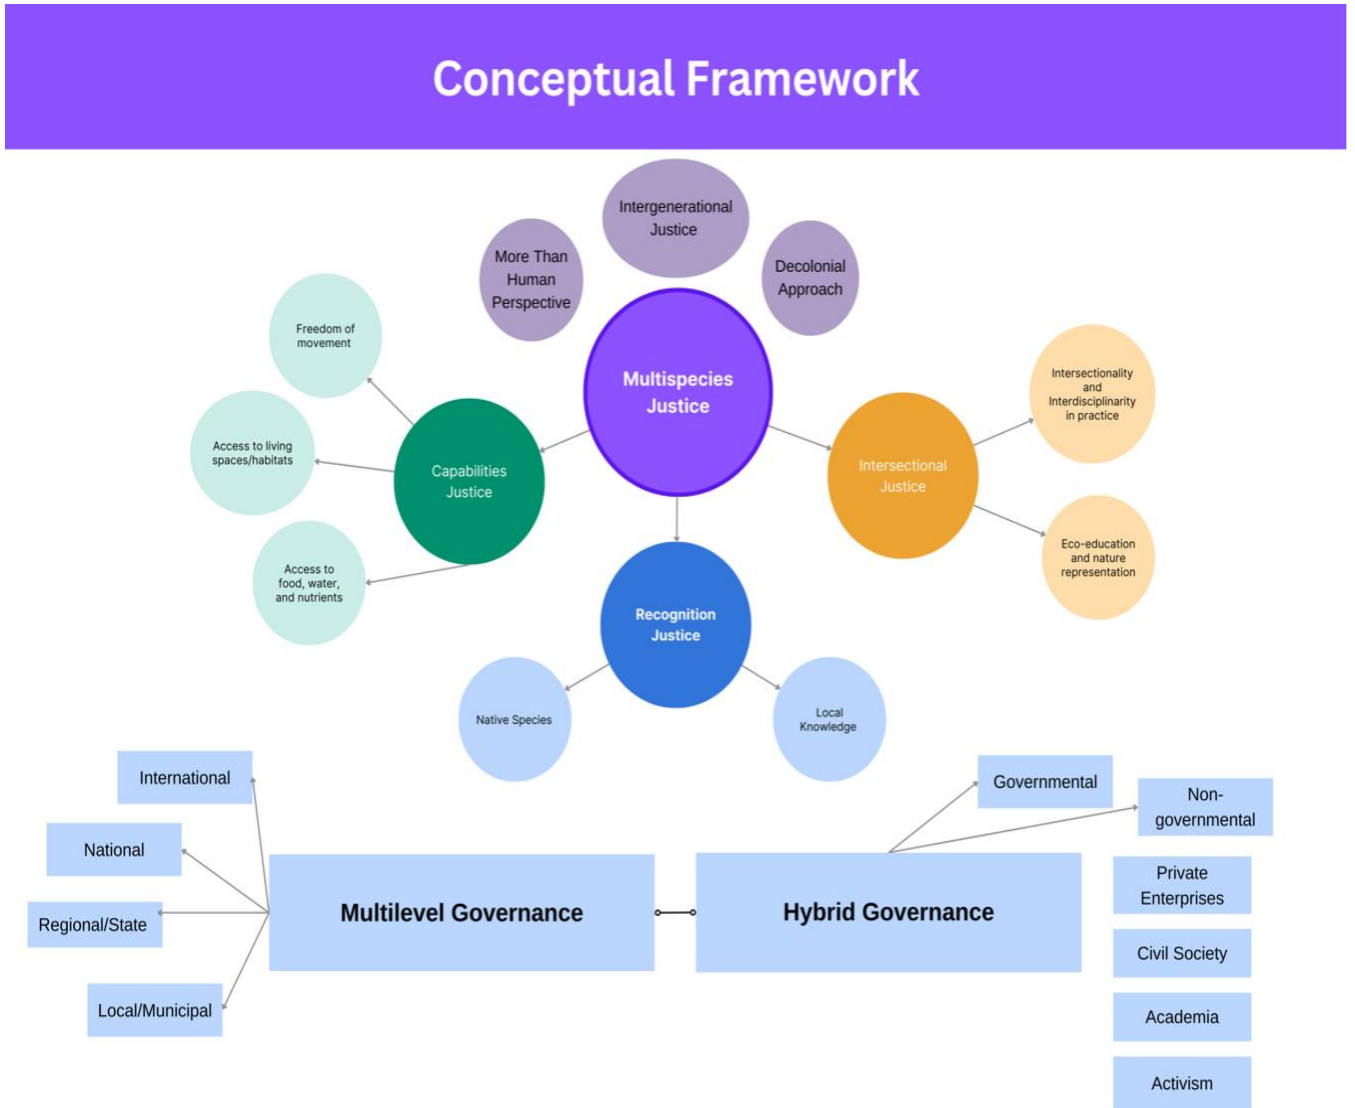 Conceptual Framework
Intergenerational
Justice
More Than
Human
Perspective
Decolonial
Approach
Multispecies
Justice
Freedom of
movement
Access to living
spaces/habitats
Access to
food, water,
and nutrients
Capabilities
Justice
Intersectional
Justice
Intersectionality
and
Interdisciplinarity
in practice
Eco-education
and nature
representation
Recognition
Justice
Native Species
Local
Knowledge
International
National
Regional/State
Local/Municipal
Multilevel Governance
Hybrid Governance
Governmental
Non-
governmental
Private
Enterprises
Civil Society
Academia
Activism